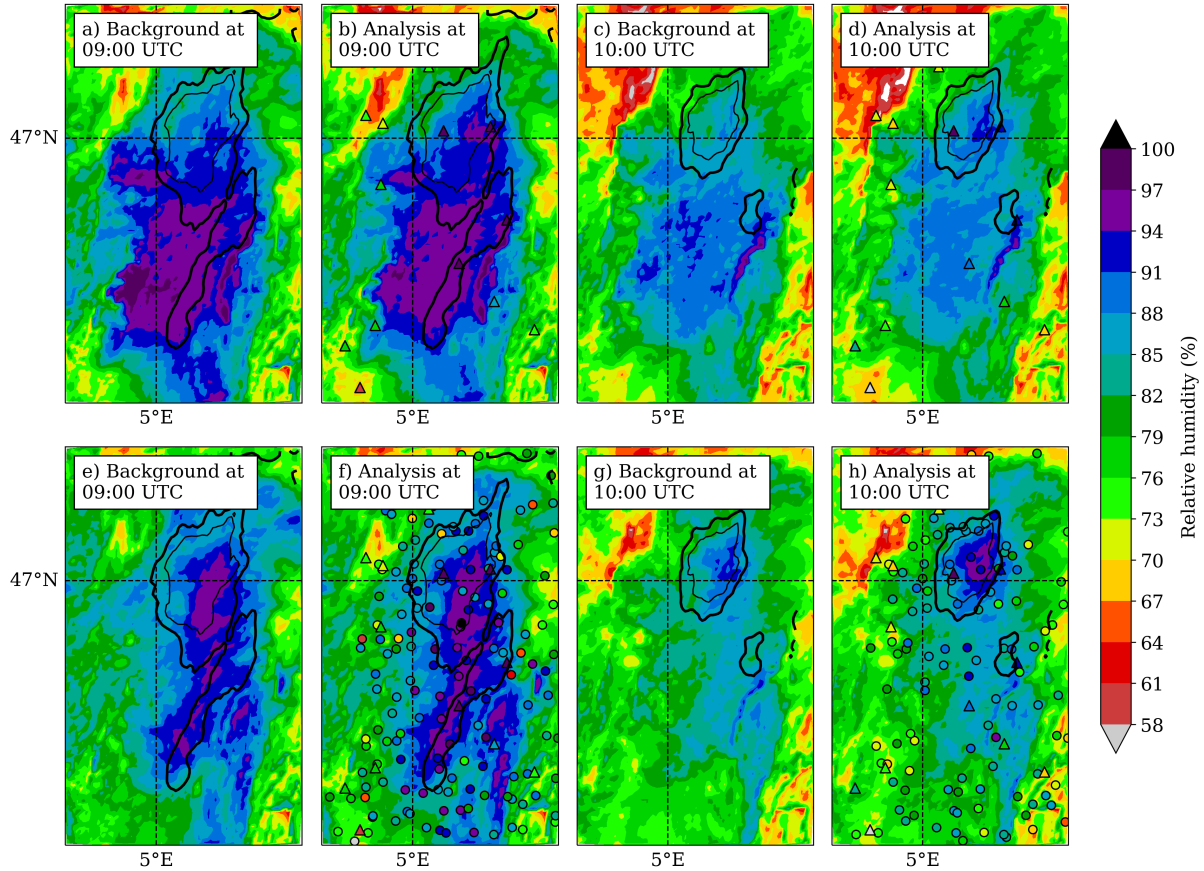 a) Background at
09:00 UTC
b) Analysis at
09:00 UTC
c) Background at
10:00 UTC
d) Analysis at
10:00 UTC
47°N
5°E
5°E
5°E
5°E
e) Background at
09:00 UTC
f) Analysis at
09:00 UTC
g) Background at
10:00 UTC
h) Analysis at
10:00 UTC
47°N
5°E
5°E
5°E
5°E
100
97
94
91
88
85
82
79
76
73
70
67
64
61
58
Relative humidity (%)